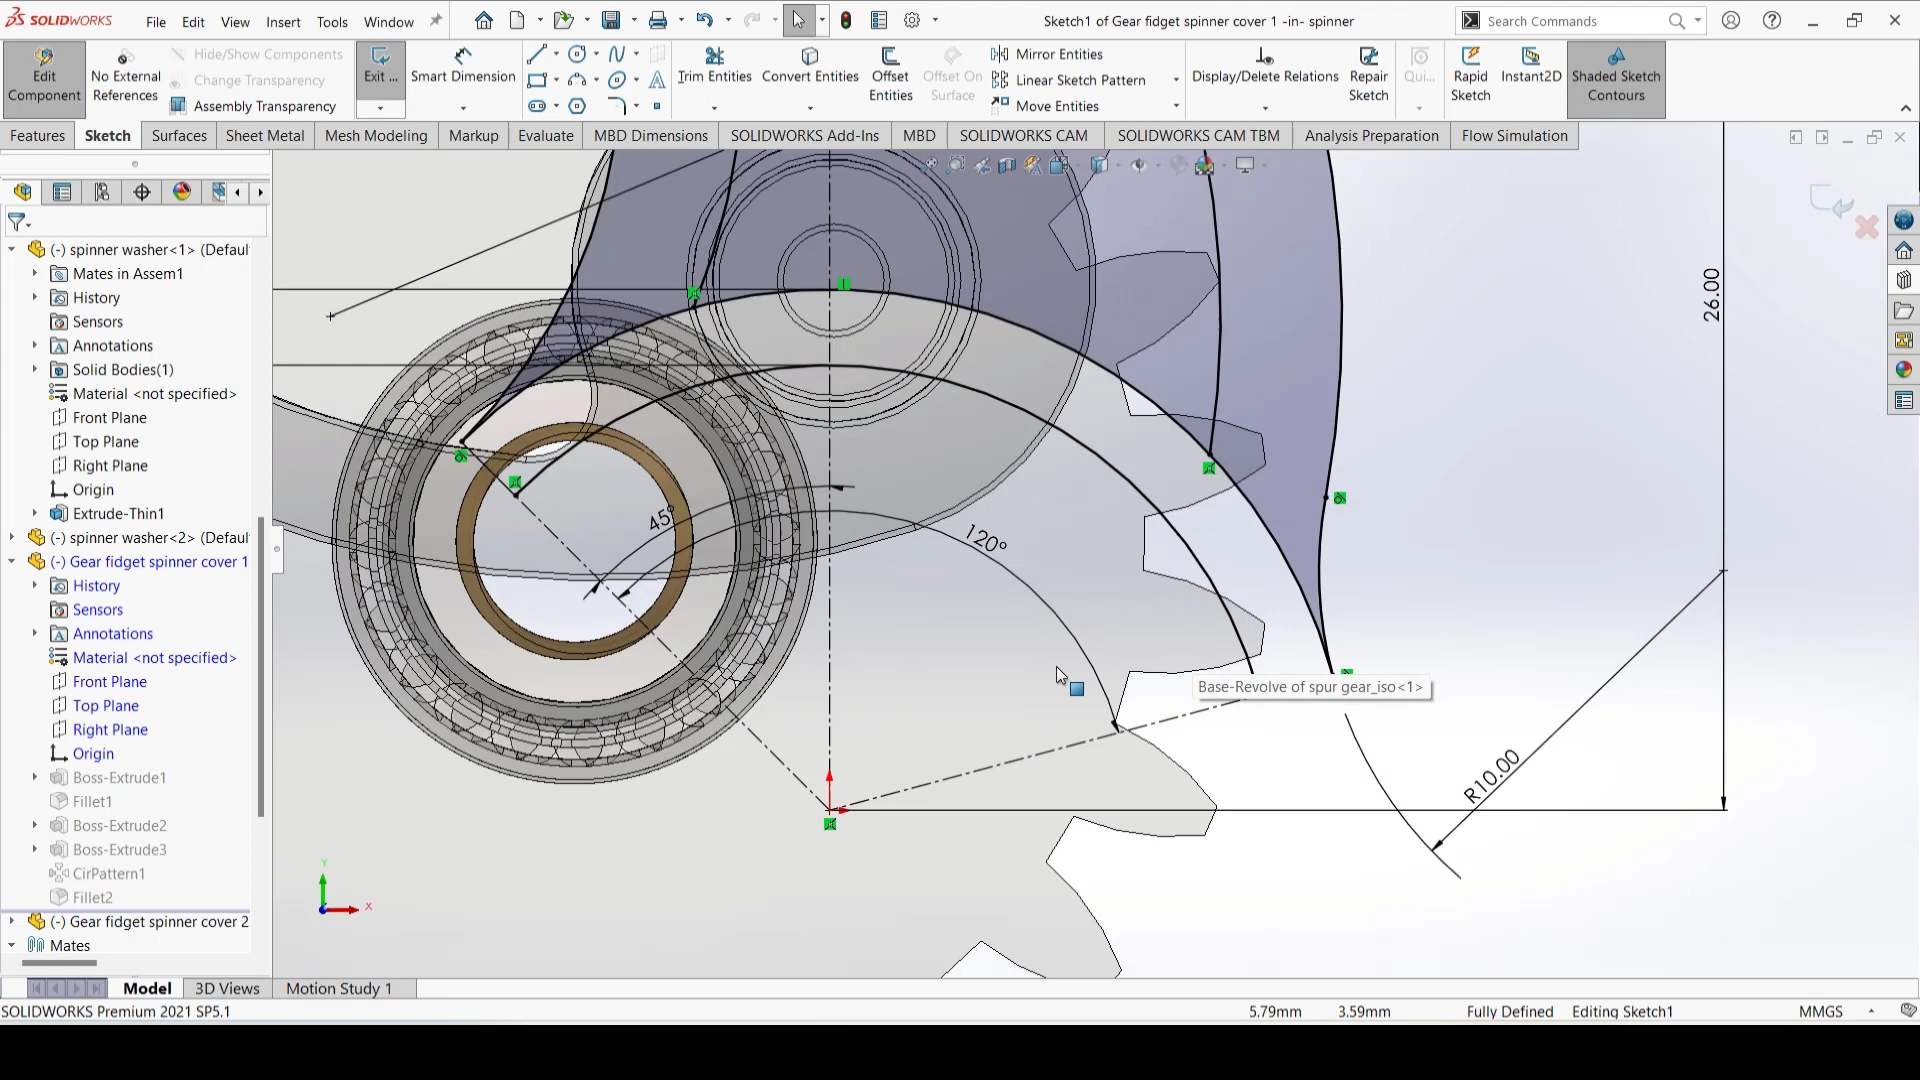 SOLIDWORKS
File Edit View Insert Tools Window
Sketch1 of Gear fidget spinner cover 1 -in- spinner
Search Commands
Edit Component
No External References
Hide/Show Components
Change Transparency
Assembly Transparency
Exit ...
Smart Dimension
Trim Entities
Convert Entities
Offset Entities
Offset On Surface
Mirror Entities
Linear Sketch Pattern
Move Entities
Display/Delete Relations
Repair Sketch
Qui...
Rapid Sketch
Instant2D
Shaded Sketch Contours
Features Sketch Surfaces Sheet Metal Mesh Modeling Markup Evaluate MBD Dimensions SOLIDWORKS Add-Ins MBD SOLIDWORKS CAM SOLIDWORKS CAM TBM Analysis Preparation Flow Simulation
(-) spinner washer<1> (Defaul
Mates in Assem1
History
Sensors
Annotations
Solid Bodies(1)
Material <not specified>
Front Plane
Top Plane
Right Plane
Origin
Extrude-Thin1
(-) spinner washer<2> (Defaul
(-) Gear fidget spinner cover 1
History
Sensors
Annotations
Material <not specified>
Front Plane
Top Plane
Right Plane
Origin
Boss-Extrude1
Fillet1
Boss-Extrude2
Boss-Extrude3
CirPattern1
Fillet2
(-) Gear fidget spinner cover 2
Mates
26.00
45°
120°
Base-Revolve of spur gear_iso<1>
R10.00
Y
X
Model 3D Views Motion Study 1
SOLIDWORKS Premium 2021 SP5.1
5.79mm 3.59mm Fully Defined Editing Sketch1 MMGS